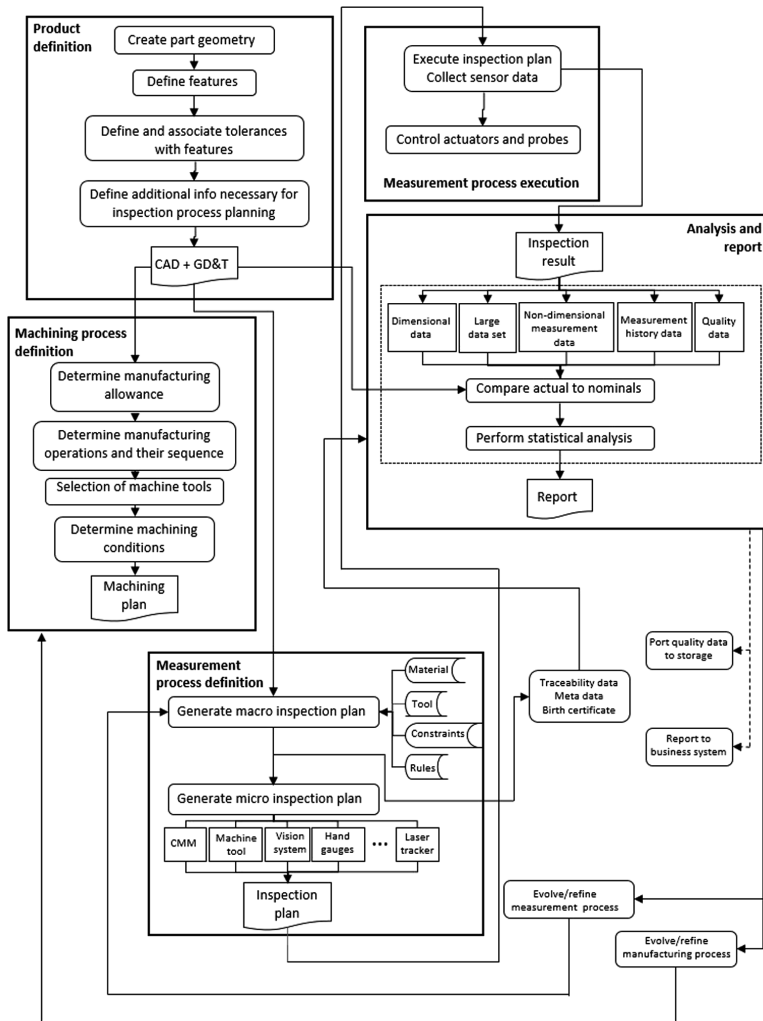 Product
definition
Create part geometry
Define features
Define and associate tolerances
with features
Define additional info necessary for
inspection process planning
CAD + GD&T
Execute inspection plan
Collect sensor data
Control actuators and probes
Measurement process execution
Analysis and
report
Inspection
result
Dimensional
data
Large
data set
Non-dimensional
measurement
data
Measurement
history data
Quality
data
Compare actual to nominals
Perform statistical analysis
Report
Machining process
definition
Determine manufacturing
allowance
Determine manufacturing
operations and their sequence
Selection of machine tools
Determine machining
conditions
Machining
plan
Measurement
process definition
Generate macro inspection plan
Material
Tool
Constraints
Rules
Generate micro inspection plan
CMM
Machine
tool
Vision
system
Hand
gauges
...
Laser
tracker
Inspection
plan
Traceability data
Meta data
Birth certificate
Port quality data
to storage
Report to
business system
Evolve/refine
measurement process
Evolve/refine
manufacturing process